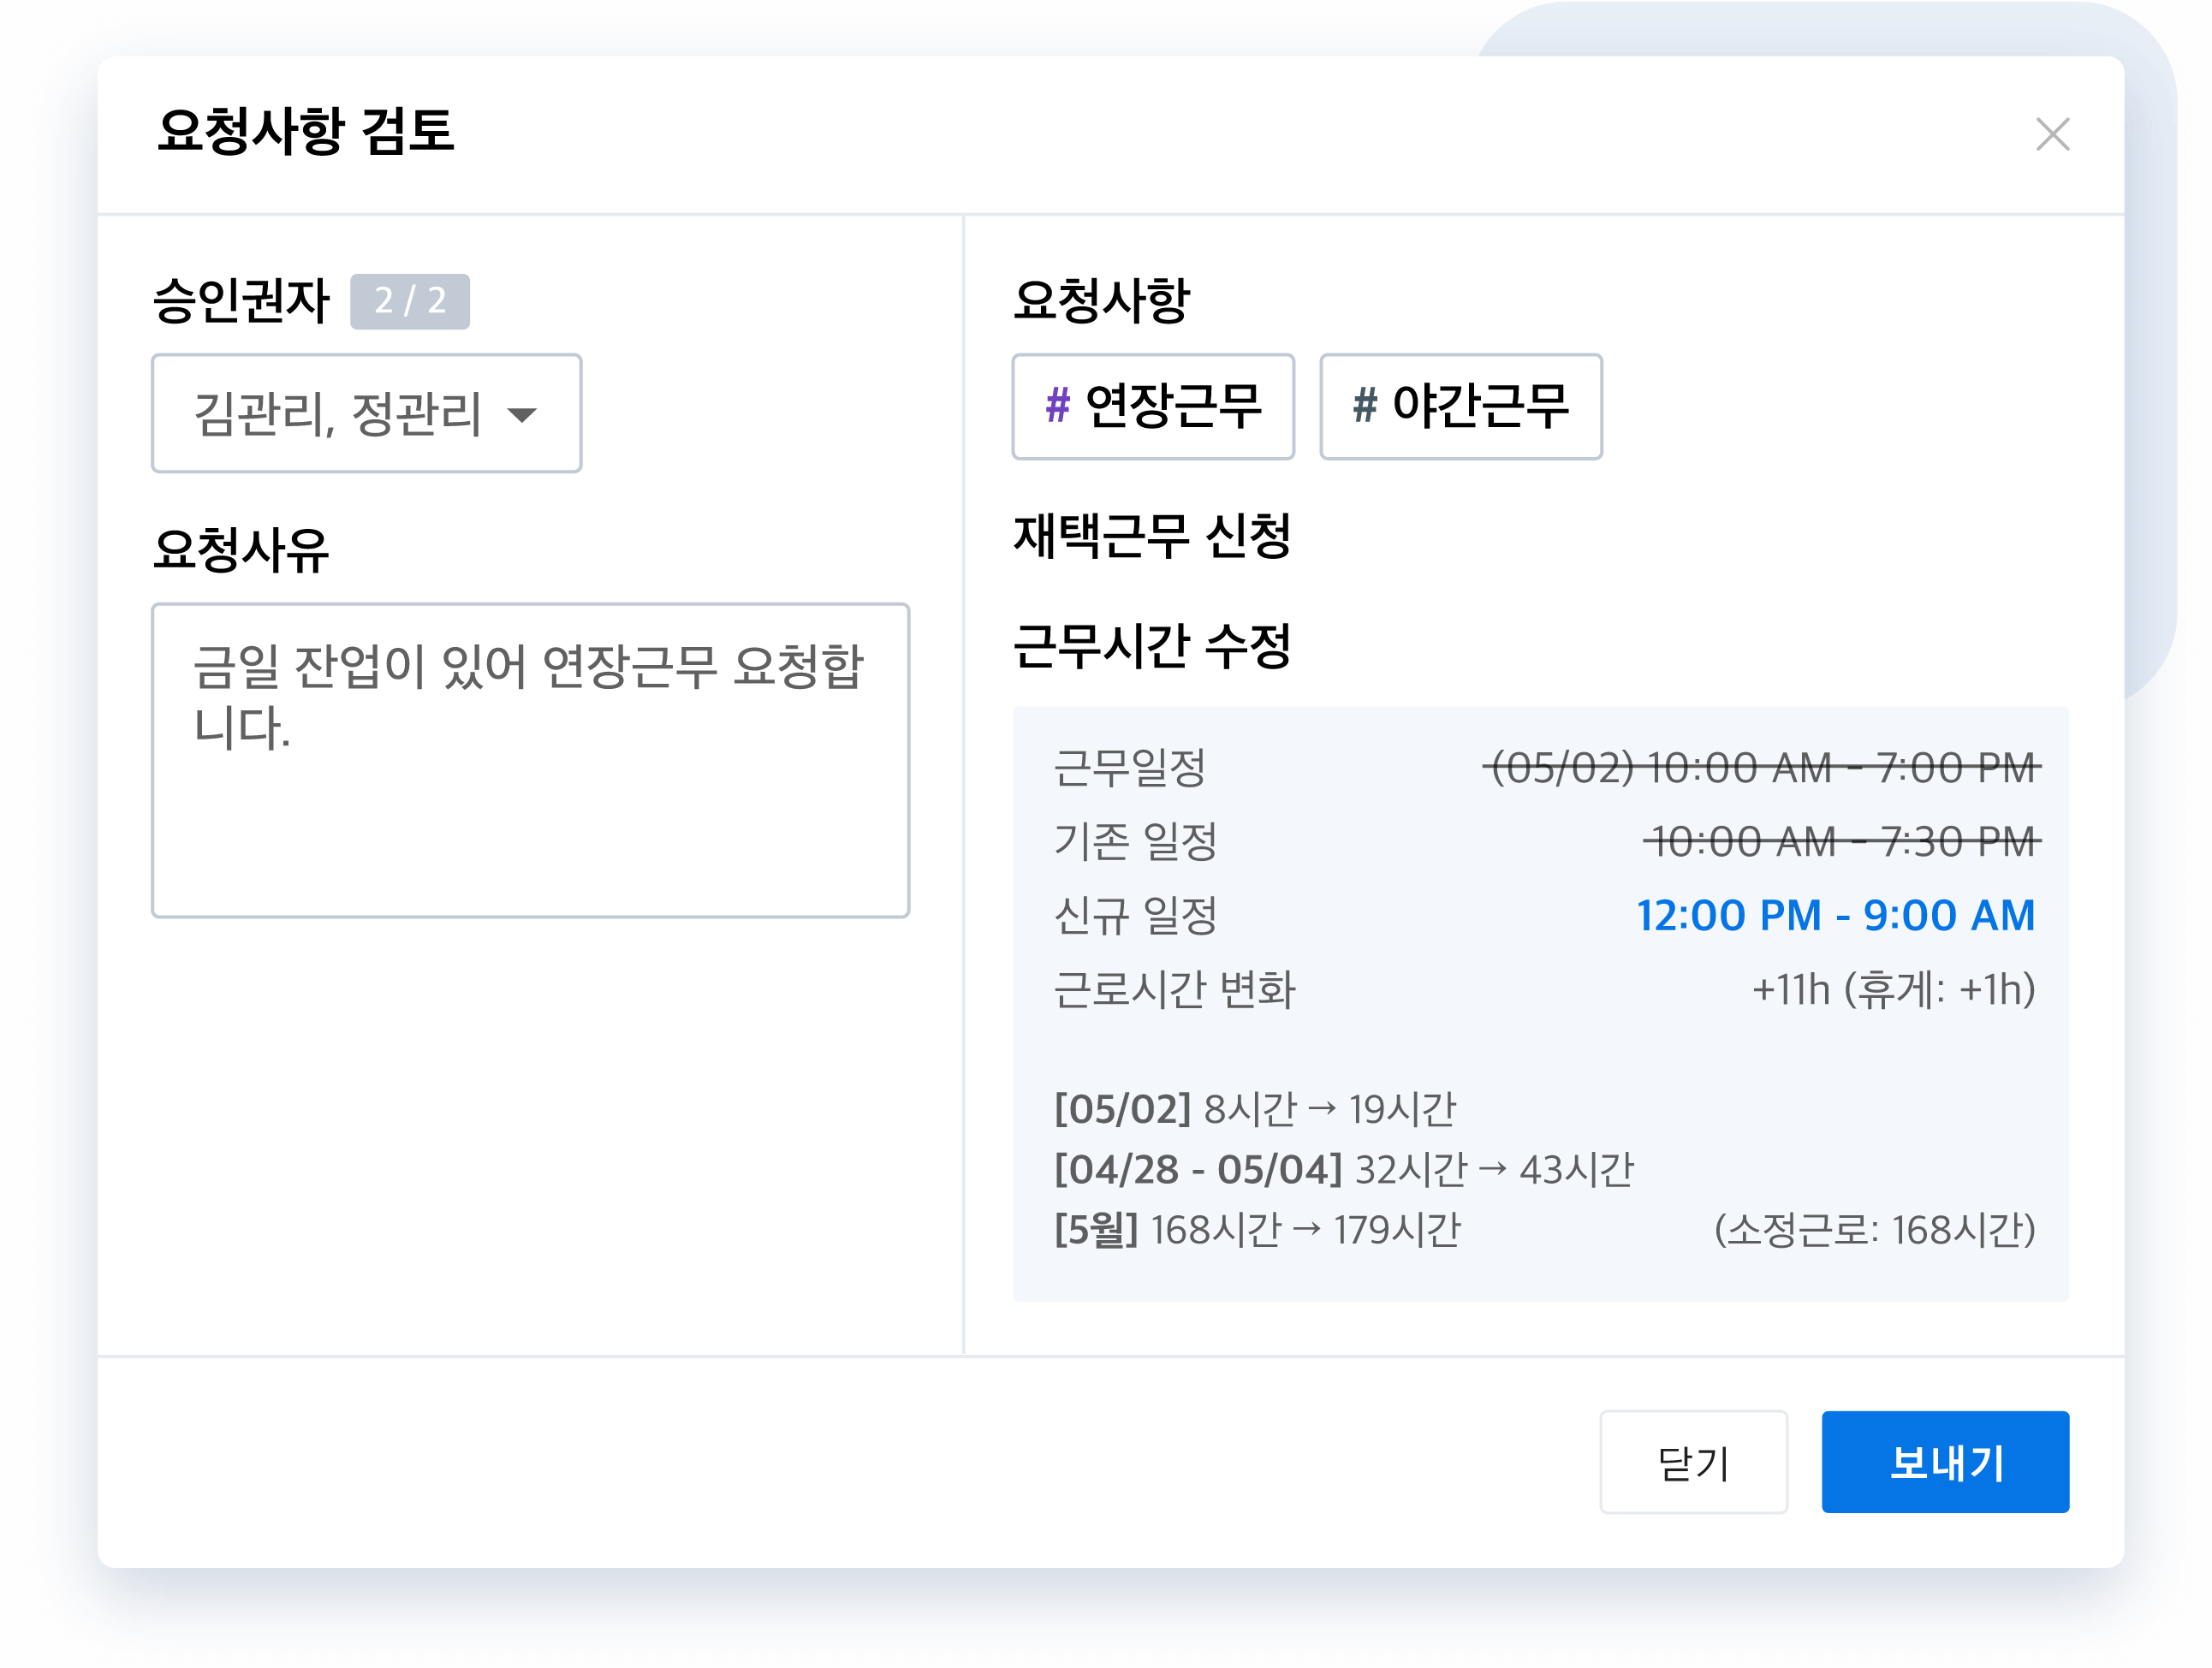 요청사항 검토
승인권자 2 / 2
김관리, 정관리
요청사유
금일 잔업이 있어 연장근무 요청합
니다.
요청사항
# 연장근무 # 야간근무
재택근무 신청
근무시간 수정
근무일정 (05/02) 10:00 AM - 7:00 PM
기존 일정 10:00 AM - 7:30 PM
신규 일정 12:00 PM - 9:00 AM
근로시간 변화 +11h (휴게: +1h)
[05/02] 8시간 → 19시간
[04/28 - 05/04] 32시간 → 43시간
[5월] 168시간 → 179시간 (소정근로: 168시간)
닫기 보내기